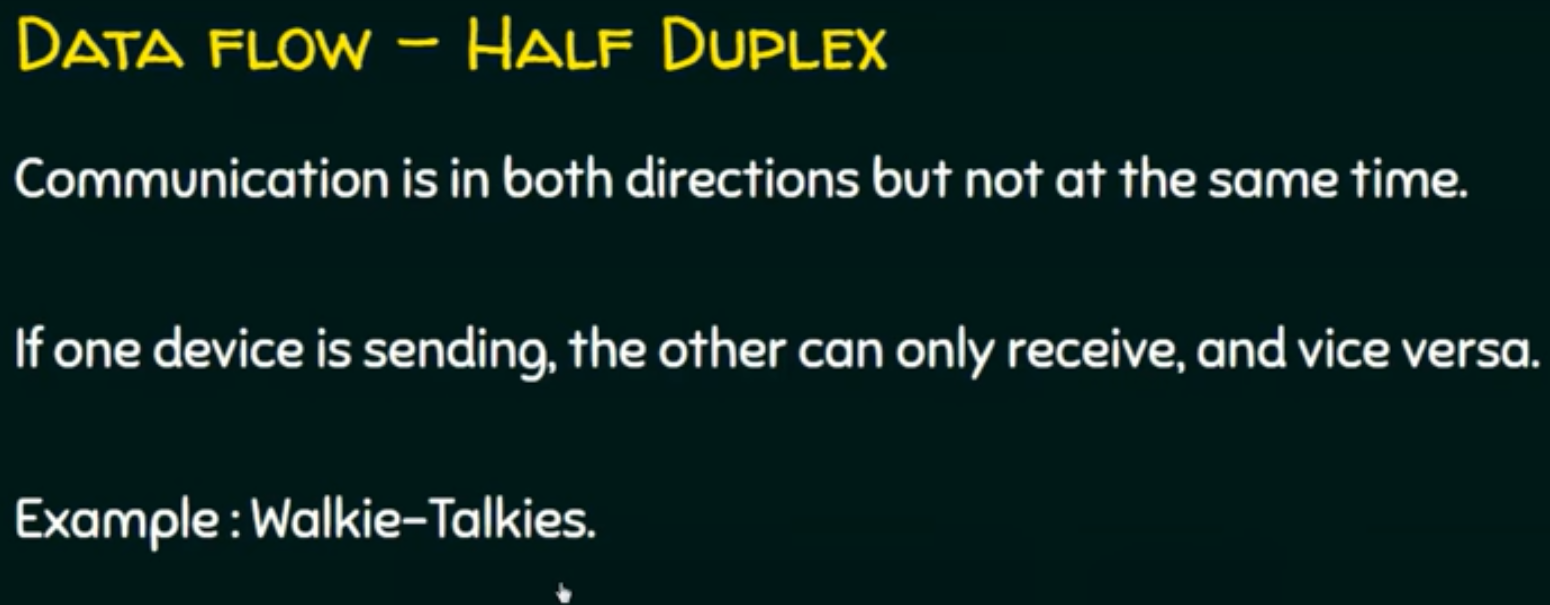 DATA FLOW – HALF DUPLEX
Communication is in both directions but not at the same time.
If one device is sending, the other can only receive, and vice versa.
Example : Walkie-Talkies.